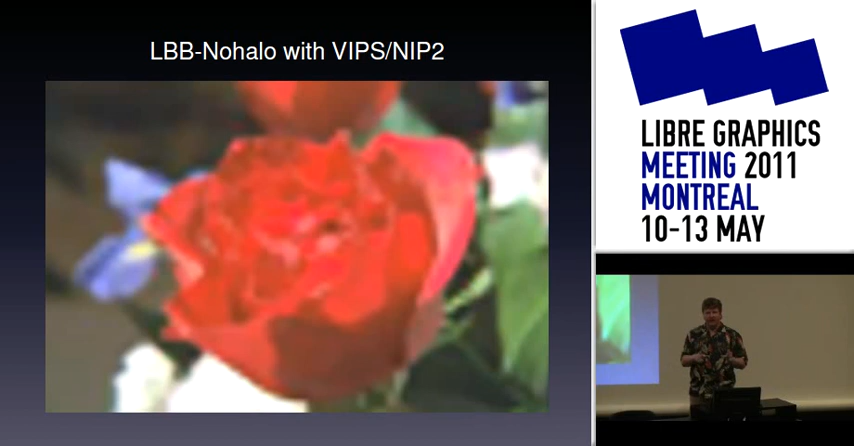 LBB-Nohalo with VIPS/NIP2
LIBRE GRAPHICS
MEETING 2011
MONTREAL
10-13 MAY